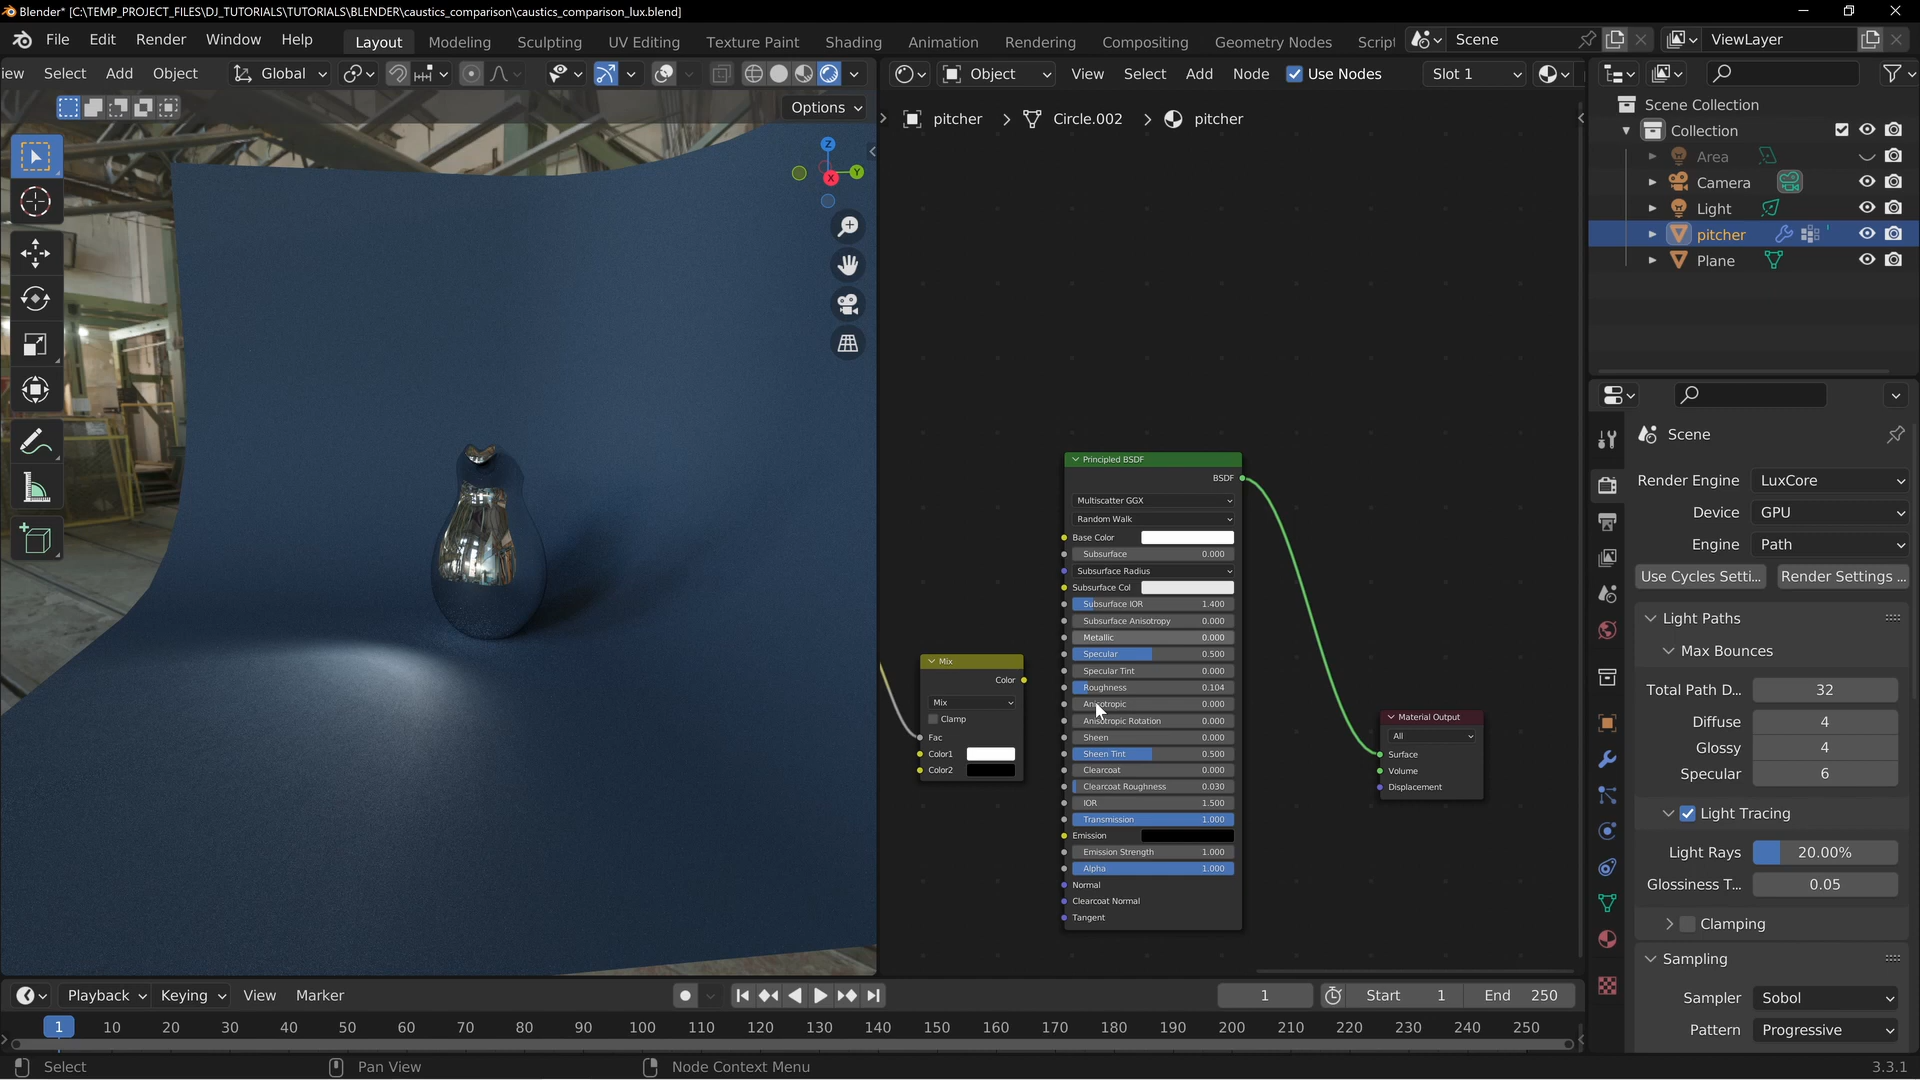 Blender* [C:\TEMP_PROJECT_FILES\DJ_TUTORIALS\TUTORIALS\BLENDER\caustics_comparison\caustics_comparison_lux.blend]
File Edit Render Window Help Layout Modeling Sculpting UV Editing Texture Paint Shading Animation Rendering Compositing Geometry Nodes Script Scene ViewLayer
iew Select Add Object Global Object View Select Add Node Use Nodes Slot 1
Options
pitcher Circle.002 pitcher
Scene Collection
Collection
Area
Camera
Light
pitcher
Plane
Z
Y
X
Principled BSDF
BSDF
Multiscatter GGX
Random Walk
Base Color
Subsurface 0.000
Subsurface Radius
Subsurface Col
Subsurface IOR 1.400
Subsurface Anisotropy 0.000
Metallic 0.000
Specular 0.500
Specular Tint 0.000
Roughness 0.104
Anisotropic 0.000
Anisotropic Rotation 0.000
Sheen 0.000
Sheen Tint 0.500
Clearcoat 0.000
Clearcoat Roughness 0.030
IOR 1.500
Transmission 1.000
Emission
Emission Strength 1.000
Alpha 1.000
Normal
Clearcoat Normal
Tangent
Mix
Color
Mix
Clamp
Fac
Color1
Color2
Material Output
All
Surface
Volume
Displacement
Scene
Render Engine LuxCore
Device GPU
Engine Path
Use Cycles Setti... Render Settings ...
Light Paths
Max Bounces
Total Path D... 32
Diffuse 4
Glossy 4
Specular 6
Light Tracing
Light Rays 20.00%
Glossiness T... 0.05
Clamping
Sampling
Sampler Sobol
Pattern Progressive
Playback Keying View Marker 1 Start 1 End 250
1 10 20 30 40 50 60 70 80 90 100 110 120 130 140 150 160 170 180 190 200 210 220 230 240 250
Select Pan View Node Context Menu 3.3.1